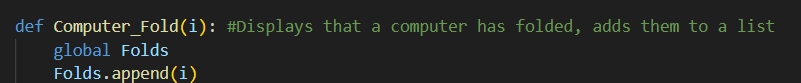 def Computer_Fold(i): #Displays that a computer has folded, adds them to a list
    global Folds
    Folds.append(i)